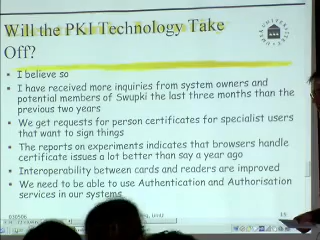 Will the PKI Technology Take
Off?
I believe so
I have received more inquiries from system owners and
potential members of Swupki the last three months than the
previous two years
We get requests for person certificates for specialist users
that want to sign things
The reports on experiments indicates that browsers handle
certificate issues a lot better than say a year ago
Interoperability between cards and readers are improved
We need to be able to use Authentication and Authorisation
services in our systems